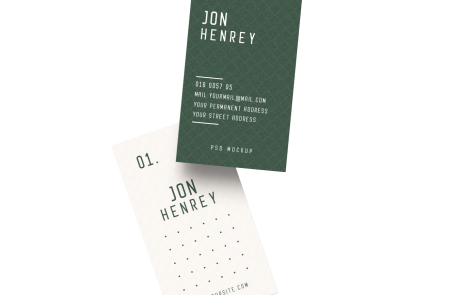 JON
HENREY
016 0057 05
MAIL.YOURMAIL@MAIL.COM
YOUR PERMANENT ADDRESS
YOUR STREET ADDRESS
PSD MOCKUP
01.
JON
HENREY